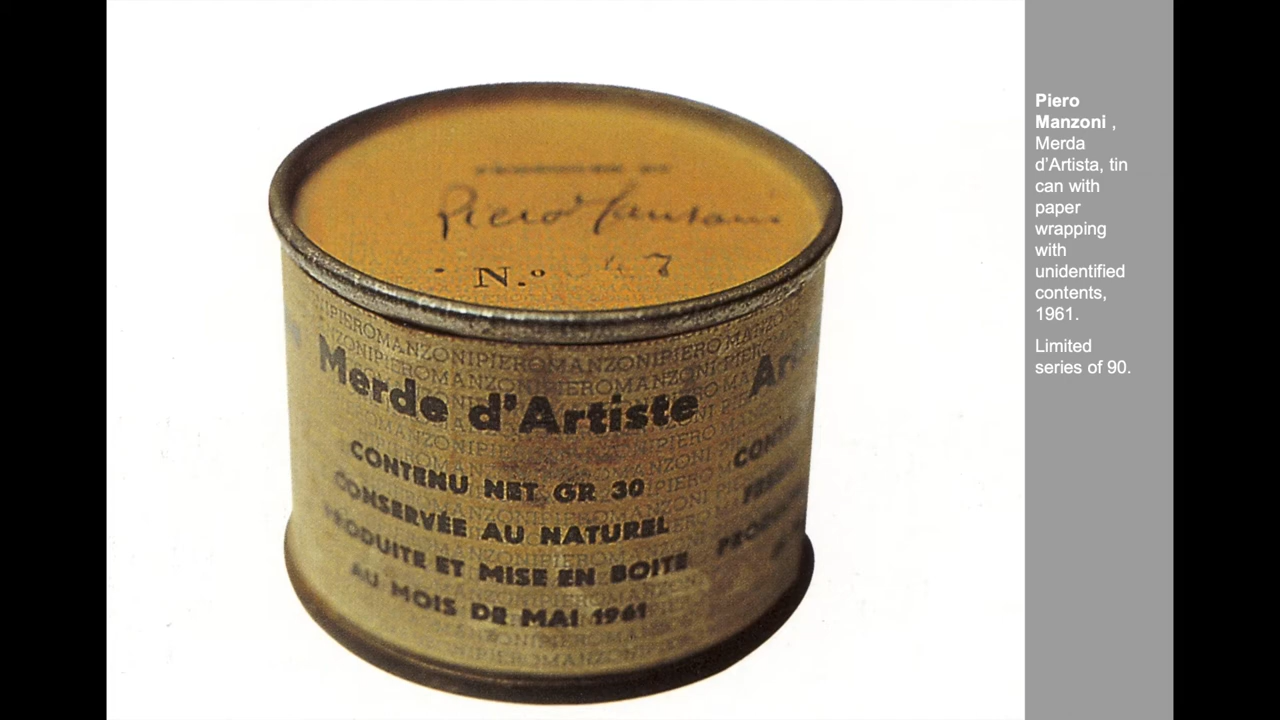 Piero Manzoni
N.º 047
Merde d'Artiste
CONTENU NET GR 30
CONSERVÉE AU NATUREL
PRODUITE ET MISE EN BOITE
AU MOIS DE MAI 1961
Piero
Manzoni ,
Merda
d'Artista, tin
can with
paper
wrapping
with
unidentified
contents,
1961.
Limited
series of 90.